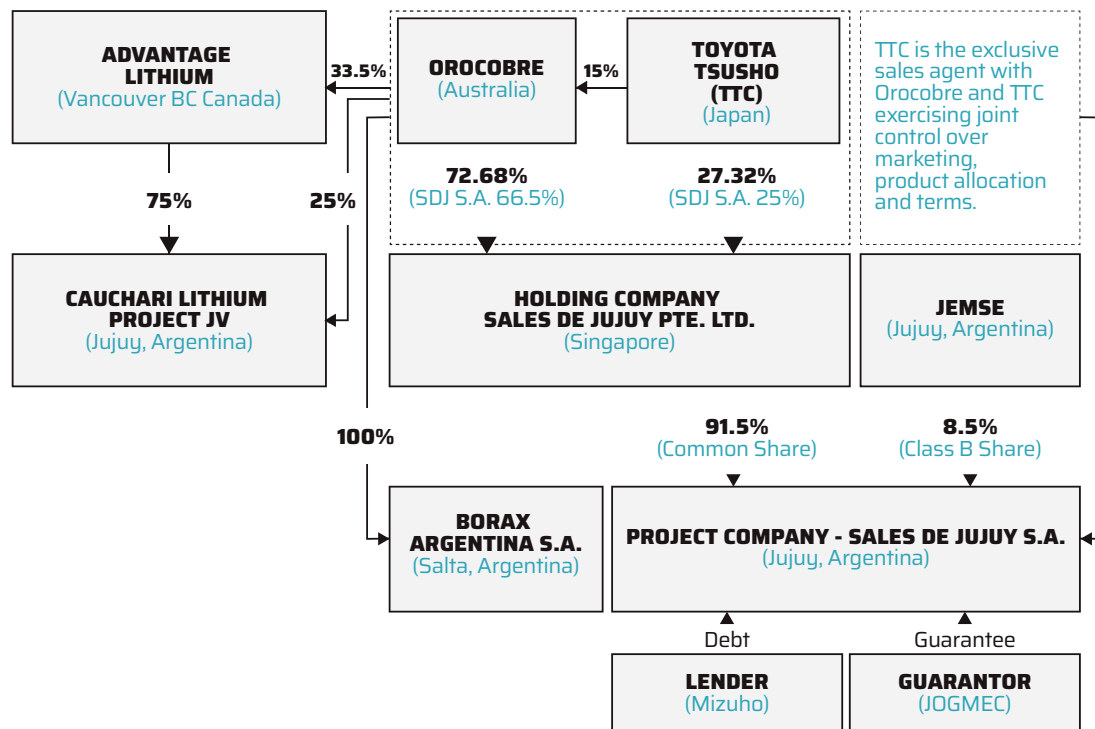 ADVANTAGE
LITHIUM
(Vancouver BC Canada)
33.5%
OROCOBRE
(Australia)
15%
TOYOTA
TSUSHO
(TTC)
(Japan)
TTC is the exclusive
sales agent with
Orocobre and TTC
exercising joint
control over
marketing,
product allocation
and terms.
75%
25%
72.68%
(SDJ S.A. 66.5%)
27.32%
(SDJ S.A. 25%)
CAUCHARI LITHIUM
PROJECT JV
(Jujuy, Argentina)
HOLDING COMPANY
SALES DE JUJUY PTE. LTD.
(Singapore)
JEMSE
(Jujuy, Argentina)
100%
91.5%
(Common Share)
8.5%
(Class B Share)
BORAX
ARGENTINA S.A.
(Salta, Argentina)
PROJECT COMPANY - SALES DE JUJUY S.A.
(Jujuy, Argentina)
Debt
Guarantee
LENDER
(Mizuho)
GUARANTOR
(JOGMEC)